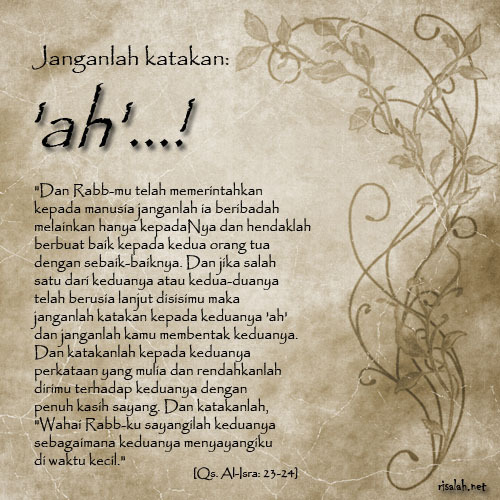 Janganlah katakan:
'ah'...!
"Dan Rabb-mu telah memerintahkan
kepada manusia janganlah ia beribadah
melainkan hanya kepadaNya dan hendaklah
berbuat baik kepada kedua orang tua
dengan sebaik-baiknya. Dan jika salah
satu dari keduanya atau kedua-duanya
telah berusia lanjut disisimu maka
janganlah katakan kepada keduanya 'ah'
dan janganlah kamu membentak keduanya.
Dan katakanlah kepada keduanya
perkataan yang mulia dan rendahkanlah
dirimu terhadap keduanya dengan
penuh kasih sayang. Dan katakanlah,
"Wahai Rabb-ku sayangilah keduanya
sebagaimana keduanya menyayangiku
di waktu kecil."
[Qs. Al-Isra: 23-24]
risalah.net